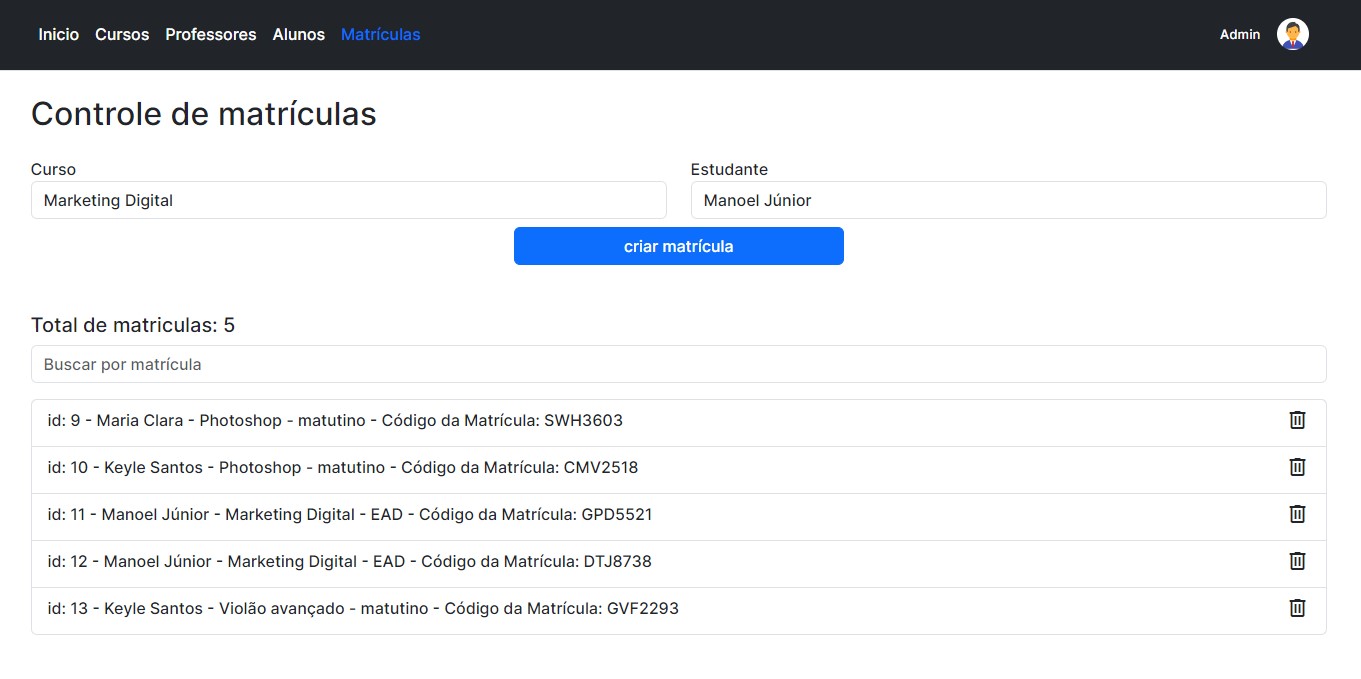 Inicio Cursos Professores Alunos Matrículas Admin
Controle de matrículas
Curso Estudante
Marketing Digital Manoel Júnior
criar matrícula
Total de matriculas: 5
Buscar por matrícula
id: 9 - Maria Clara - Photoshop - matutino - Código da Matrícula: SWH3603
id: 10 - Keyle Santos - Photoshop - matutino - Código da Matrícula: CMV2518
id: 11 - Manoel Júnior - Marketing Digital - EAD - Código da Matrícula: GPD5521
id: 12 - Manoel Júnior - Marketing Digital - EAD - Código da Matrícula: DTJ8738
id: 13 - Keyle Santos - Violão avançado - matutino - Código da Matrícula: GVF2293